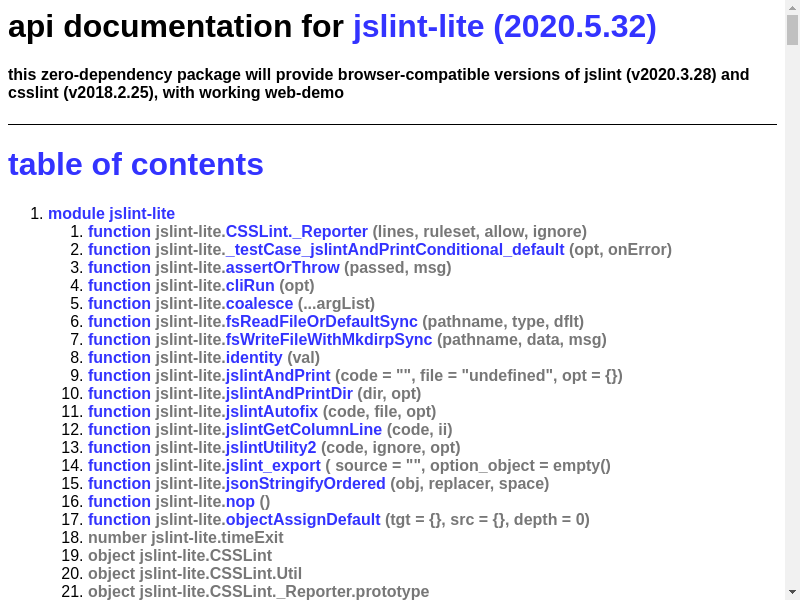 api documentation for jslint-lite (2020.5.32)
this zero-dependency package will provide browser-compatible versions of jslint (v2020.3.28) and
csslint (v2018.2.25), with working web-demo
table of contents
1. module jslint-lite
1. function jslint-lite.CSSLint._Reporter (lines, ruleset, allow, ignore)
2. function jslint-lite._testCase_jslintAndPrintConditional_default (opt, onError)
3. function jslint-lite.assertOrThrow (passed, msg)
4. function jslint-lite.cliRun (opt)
5. function jslint-lite.coalesce (...argList)
6. function jslint-lite.fsReadFileOrDefaultSync (pathname, type, dflt)
7. function jslint-lite.fsWriteFileWithMkdirpSync (pathname, data, msg)
8. function jslint-lite.identity (val)
9. function jslint-lite.jslintAndPrint (code = "", file = "undefined", opt = {})
10. function jslint-lite.jslintAndPrintDir (dir, opt)
11. function jslint-lite.jslintAutofix (code, file, opt)
12. function jslint-lite.jslintGetColumnLine (code, ii)
13. function jslint-lite.jslintUtility2 (code, ignore, opt)
14. function jslint-lite.jslint_export ( source = "", option_object = empty()
15. function jslint-lite.jsonStringifyOrdered (obj, replacer, space)
16. function jslint-lite.nop ()
17. function jslint-lite.objectAssignDefault (tgt = {}, src = {}, depth = 0)
18. number jslint-lite.timeExit
19. object jslint-lite.CSSLint
20. object jslint-lite.CSSLint.Util
21. object jslint-lite.CSSLint._Reporter.prototype